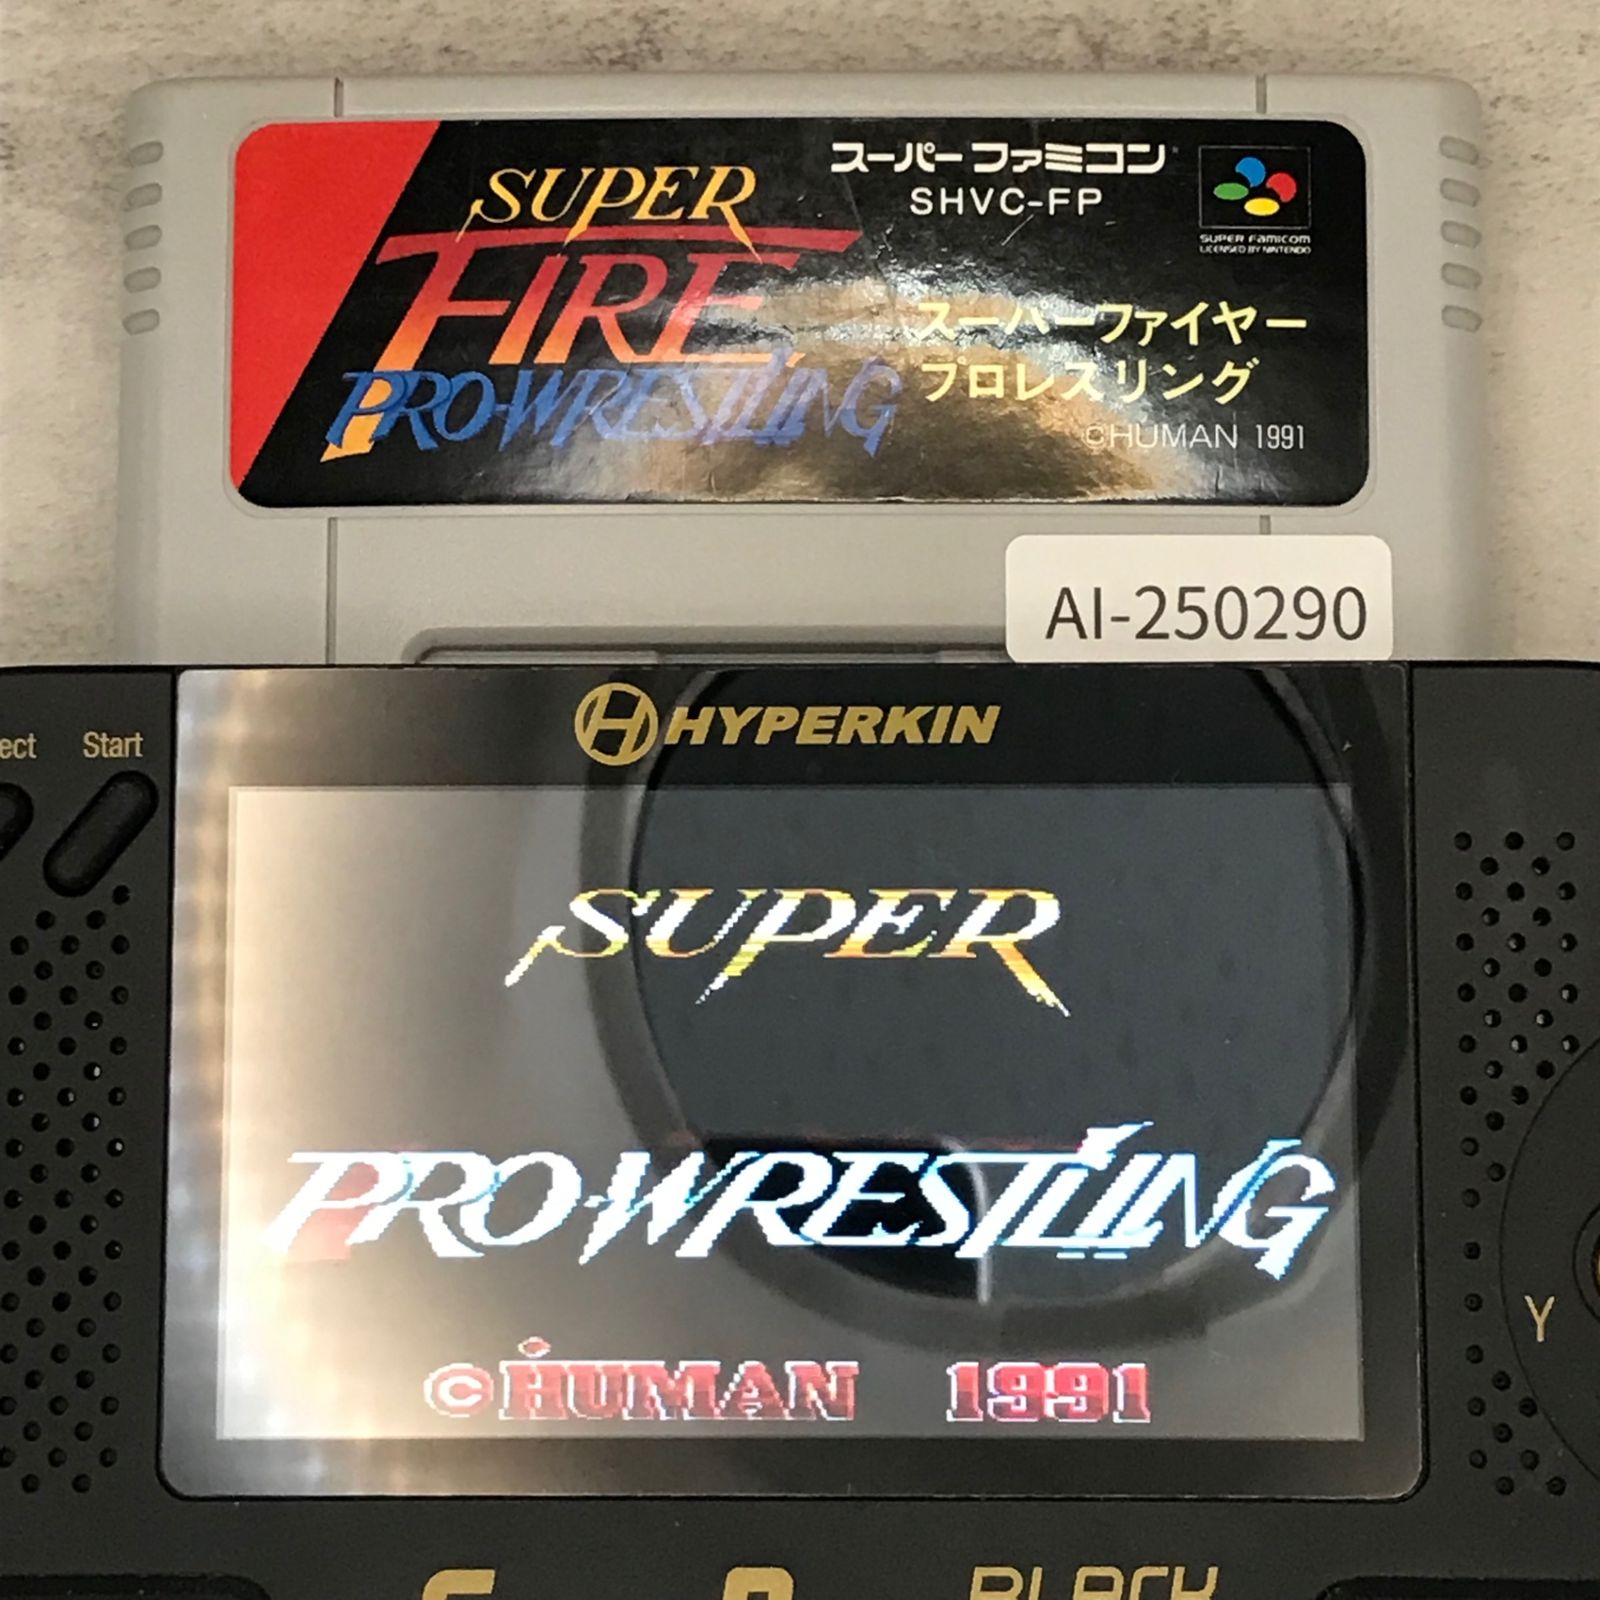 SUPER
FIRE
PRO-WRESTLING
スーパーファミコン
SHVC-FP
SUPER FAMICOM
LICENSED BY NINTENDO
スーパーファイヤー
プロレスリング
©HUMAN 1991
AI-250290
HYPERKIN
ect Start
SUPER
PRO-WRESTLING
©HUMAN 1991
Y
BLACK